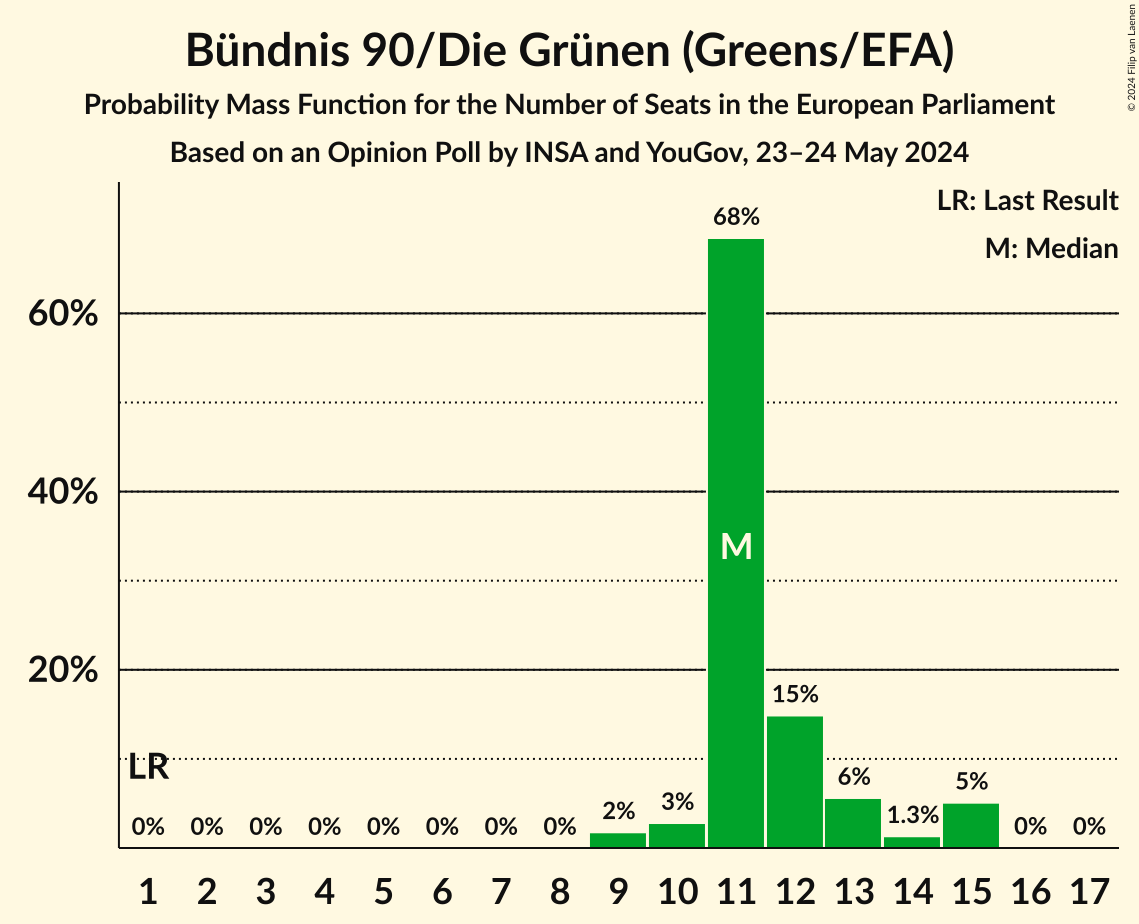 Bündnis 90/Die Grünen (Greens/EFA)
Probability Mass Function for the Number of Seats in the European Parliament
Based on an Opinion Poll by INSA and YouGov, 23–24 May 2024
© 2024 Filip van Laenen
LR: Last Result
M: Median
68%
60%
40%
M
20%
15%
LR
6%
5%
3%
2%
1.3%
0% 0% 0% 0% 0% 0% 0% 0% 0% 0%
1 2 3 4 5 6 7 8 9 10 11 12 13 14 15 16 17